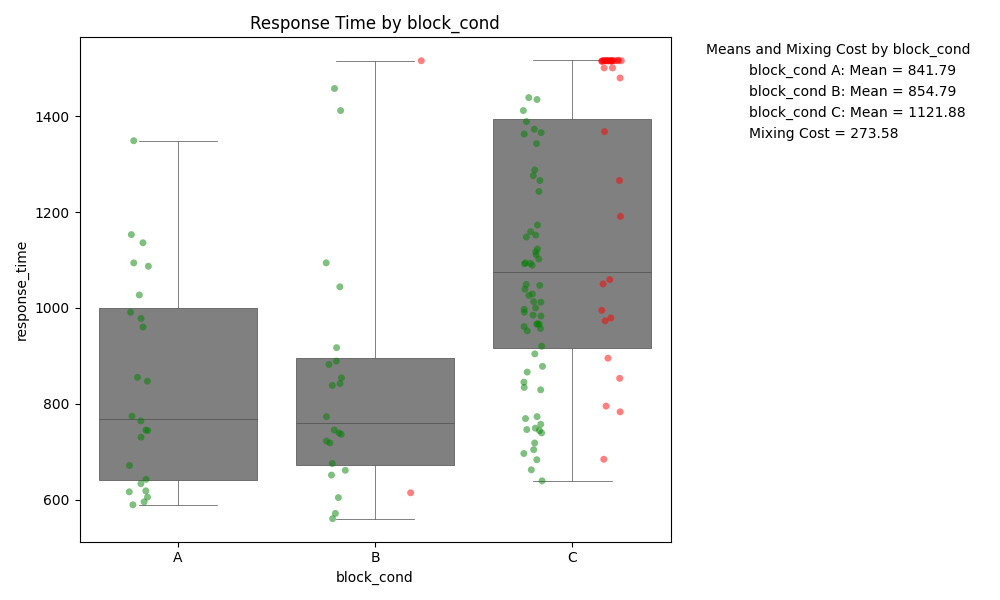 Response Time by block_cond
Means and Mixing Cost by block_cond
block_cond A: Mean = 841.79
block_cond B: Mean = 854.79
block_cond C: Mean = 1121.88
Mixing Cost = 273.58
response_time
1400
1200
1000
800
600
A B C
block_cond